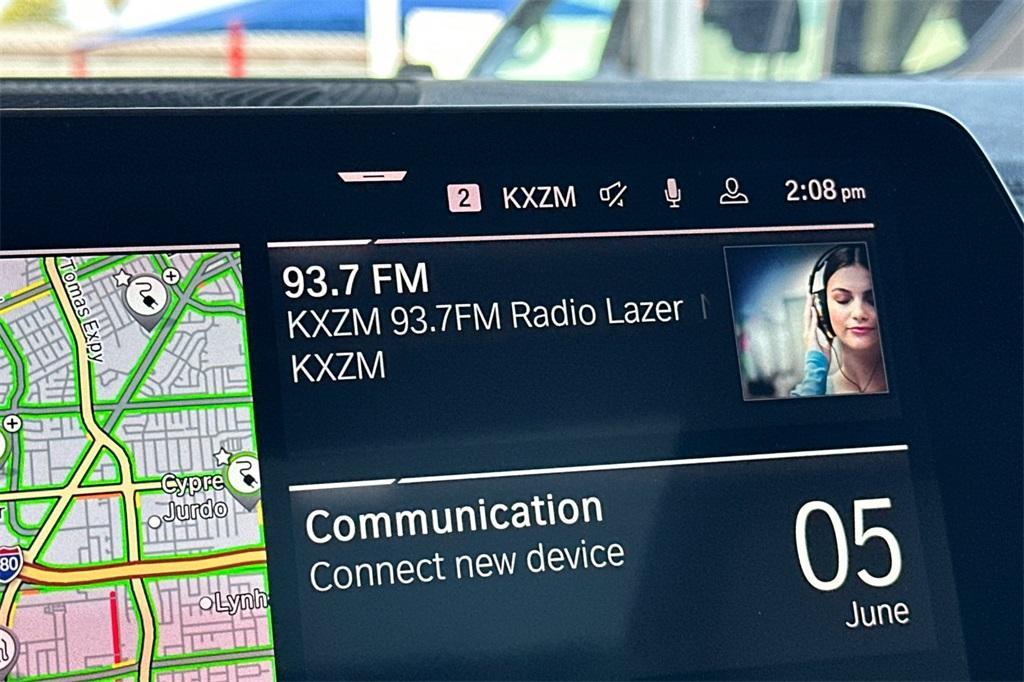 2 KXZM 2:08 pm
93.7 FM
KXZM 93.7FM Radio Lazer
KXZM
Communication
Connect new device
05
June
Tomas Expy
Cypre
Jurdo
80
Lynh